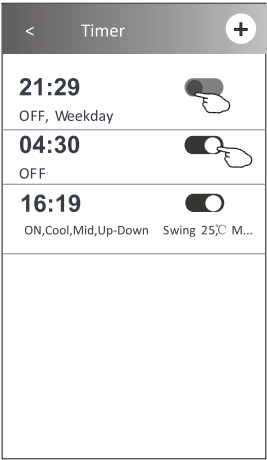 < Timer +
21:29
OFF, Weekday
04:30
OFF
16:19
ON,Cool,Mid,Up-Down Swing 25℃ M...